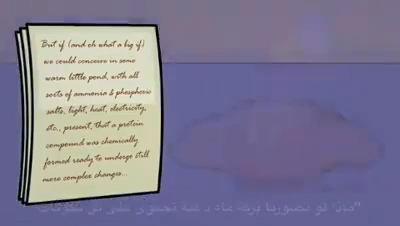 But if (and oh what a big if)
we could conceive in some
warm little pond, with all
sorts of ammonia & phosphoric
salts, light, heat, electricity,
etc., present, that a protein
compound was chemically
formed ready to undergo still
more complex changes...